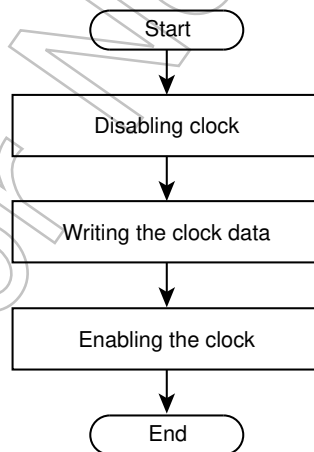 Start
Disabling clock
Writing the clock data
Enabling the clock
End